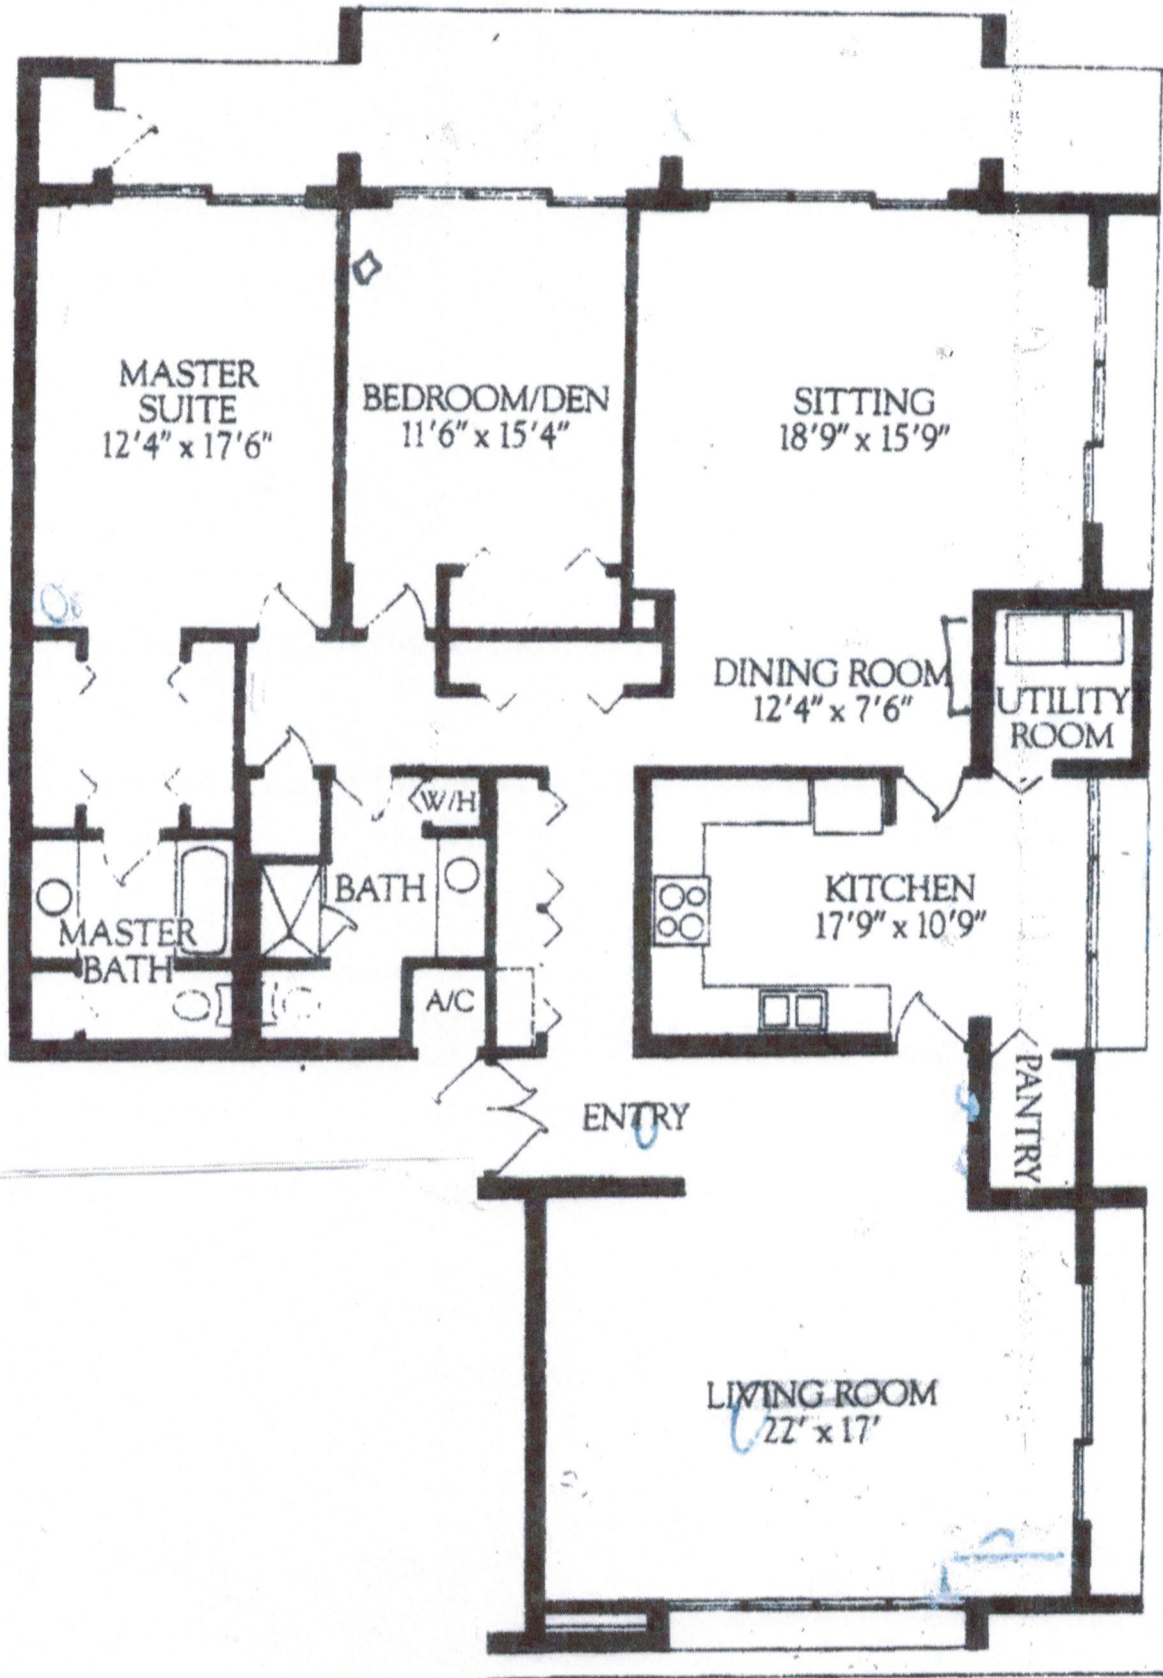 MASTER
SUITE
12'4" x 17'6"
BEDROOM/DEN
11'6" x 15'4"
SITTING
18'9" x 15'9"
DINING ROOM
12'4" x 7'6"
UTILITY
ROOM
W/H
BATH
KITCHEN
17'9" x 10'9"
MASTER
BATH
A/C
PANTRY
ENTRY
LIVING ROOM
22' x 17'